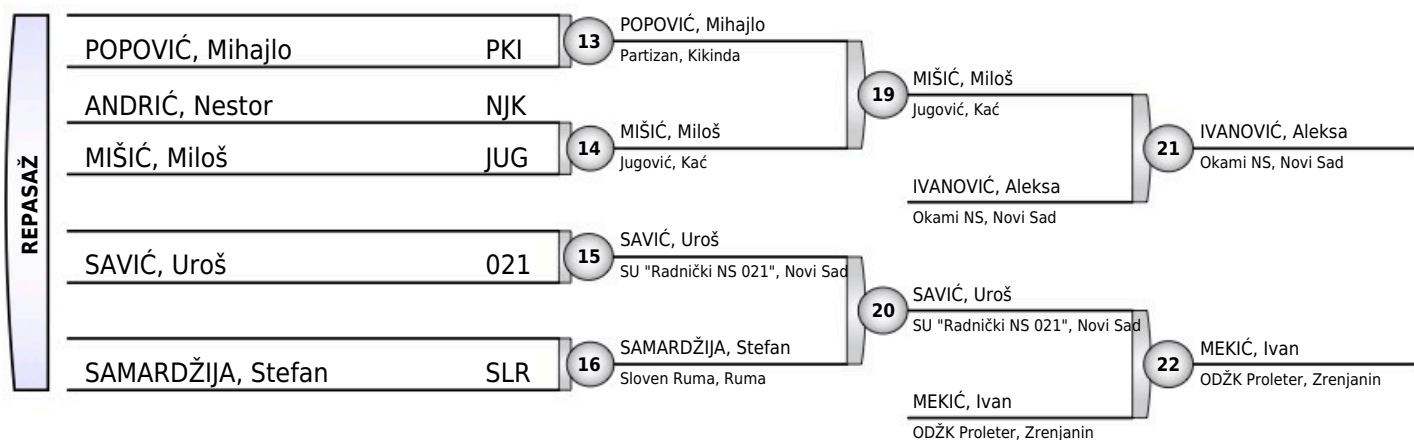 REPASAŽ
POPOVIĆ, Mihajlo PKI
ANDRIĆ, Nestor NJK
MIŠIĆ, Miloš JUG
SAVIĆ, Uroš 021
SAMARDŽIJA, Stefan SLR
13
POPOVIĆ, Mihajlo
Partizan, Kikinda
14
MIŠIĆ, Miloš
Jugović, Kać
15
SAVIĆ, Uroš
SU "Radnički NS 021", Novi Sad
16
SAMARDŽIJA, Stefan
Sloven Ruma, Ruma
19
MIŠIĆ, Miloš
Jugović, Kać
IVANOVIĆ, Aleksa
Okami NS, Novi Sad
20
SAVIĆ, Uroš
SU "Radnički NS 021", Novi Sad
MEKIĆ, Ivan
ODŽK Proleter, Zrenjanin
21
IVANOVIĆ, Aleksa
Okami NS, Novi Sad
22
MEKIĆ, Ivan
ODŽK Proleter, Zrenjanin